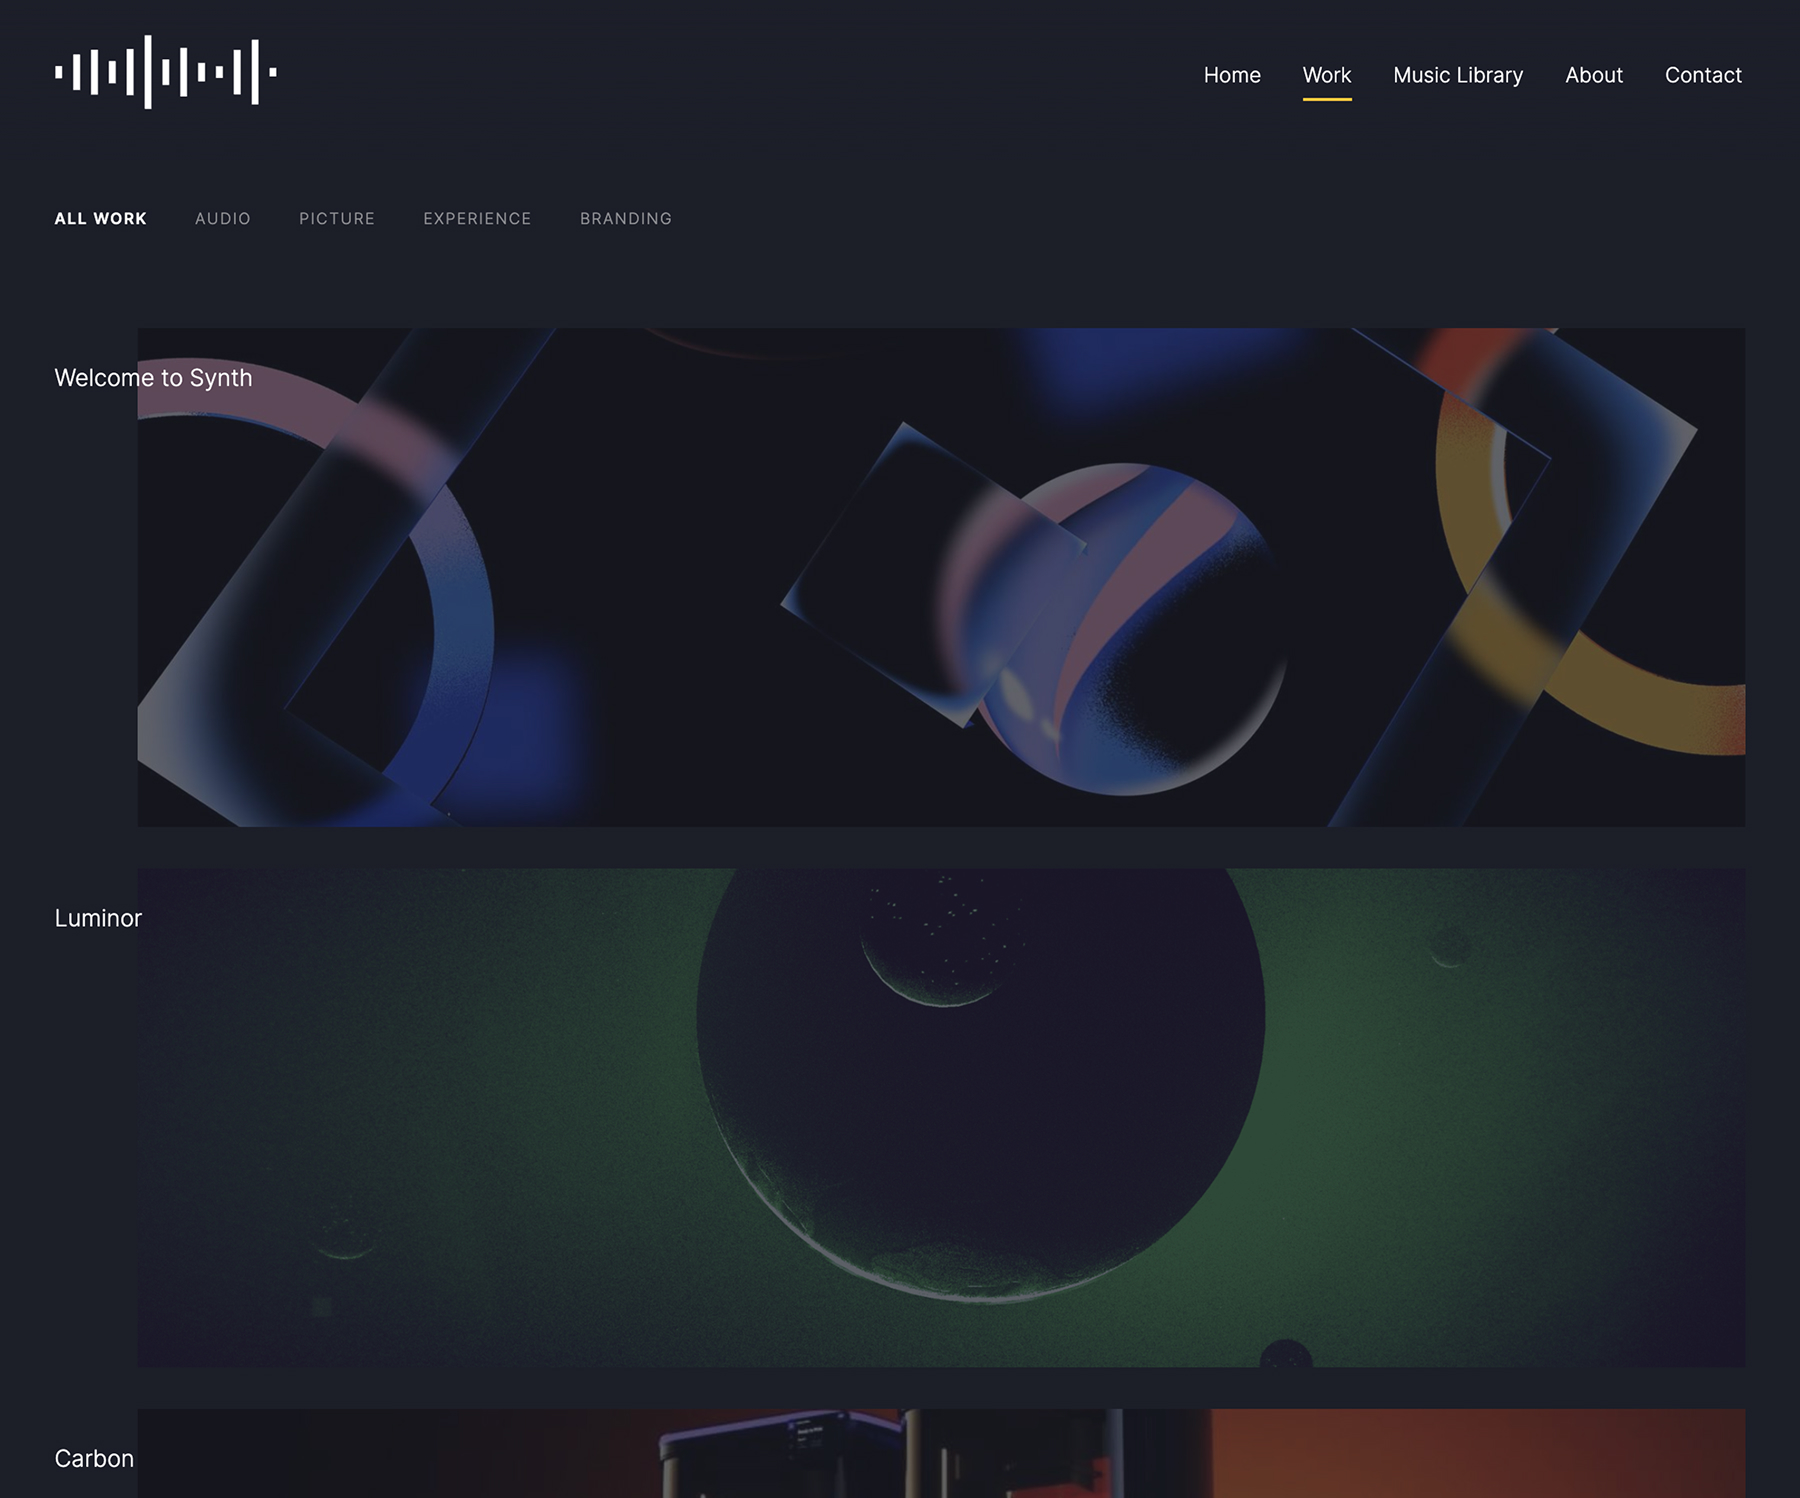 Home Work Music Library About Contact
ALL WORK AUDIO PICTURE EXPERIENCE BRANDING
Welcome to Synth
Luminor
Carbon